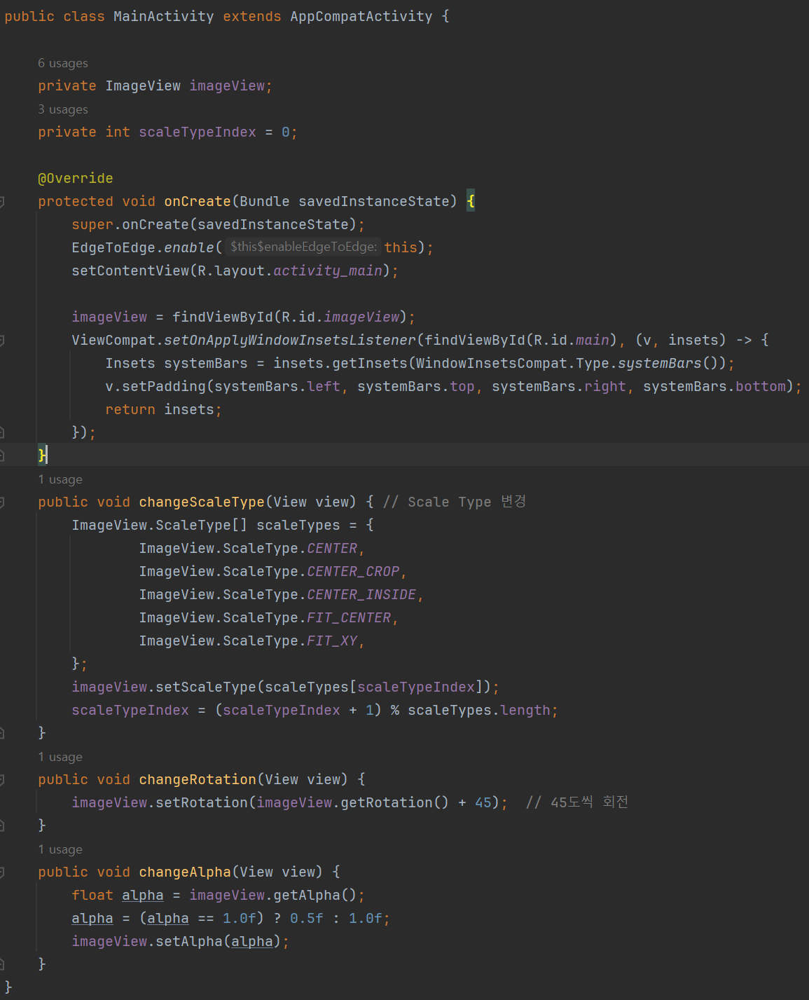 public class MainActivity extends AppCompatActivity {
6 usages
private ImageView imageView;
3 usages
private int scaleTypeIndex = 0;
@Override
protected void onCreate(Bundle savedInstanceState) {
super.onCreate(savedInstanceState);
EdgeToEdge.enable( $this$enableEdgeToEdge: this);
setContentView(R.layout.activity_main);
imageView = findViewById(R.id.imageView);
ViewCompat.setOnApplyWindowInsetsListener(findViewById(R.id.main), (v, insets) -> {
Insets systemBars = insets.getInsets(WindowInsetsCompat.Type.systemBars());
v.setPadding(systemBars.left, systemBars.top, systemBars.right, systemBars.bottom);
return insets;
});
}
1 usage
public void changeScaleType(View view) { // Scale Type 변경
ImageView.ScaleType[] scaleTypes = {
ImageView.ScaleType.CENTER,
ImageView.ScaleType.CENTER_CROP,
ImageView.ScaleType.CENTER_INSIDE,
ImageView.ScaleType.FIT_CENTER,
ImageView.ScaleType.FIT_XY,
};
imageView.setScaleType(scaleTypes[scaleTypeIndex]);
scaleTypeIndex = (scaleTypeIndex + 1) % scaleTypes.length;
}
1 usage
public void changeRotation(View view) {
imageView.setRotation(imageView.getRotation() + 45);  // 45도씩 회전
}
1 usage
public void changeAlpha(View view) {
float alpha = imageView.getAlpha();
alpha = (alpha == 1.0f) ? 0.5f : 1.0f;
imageView.setAlpha(alpha);
}
}